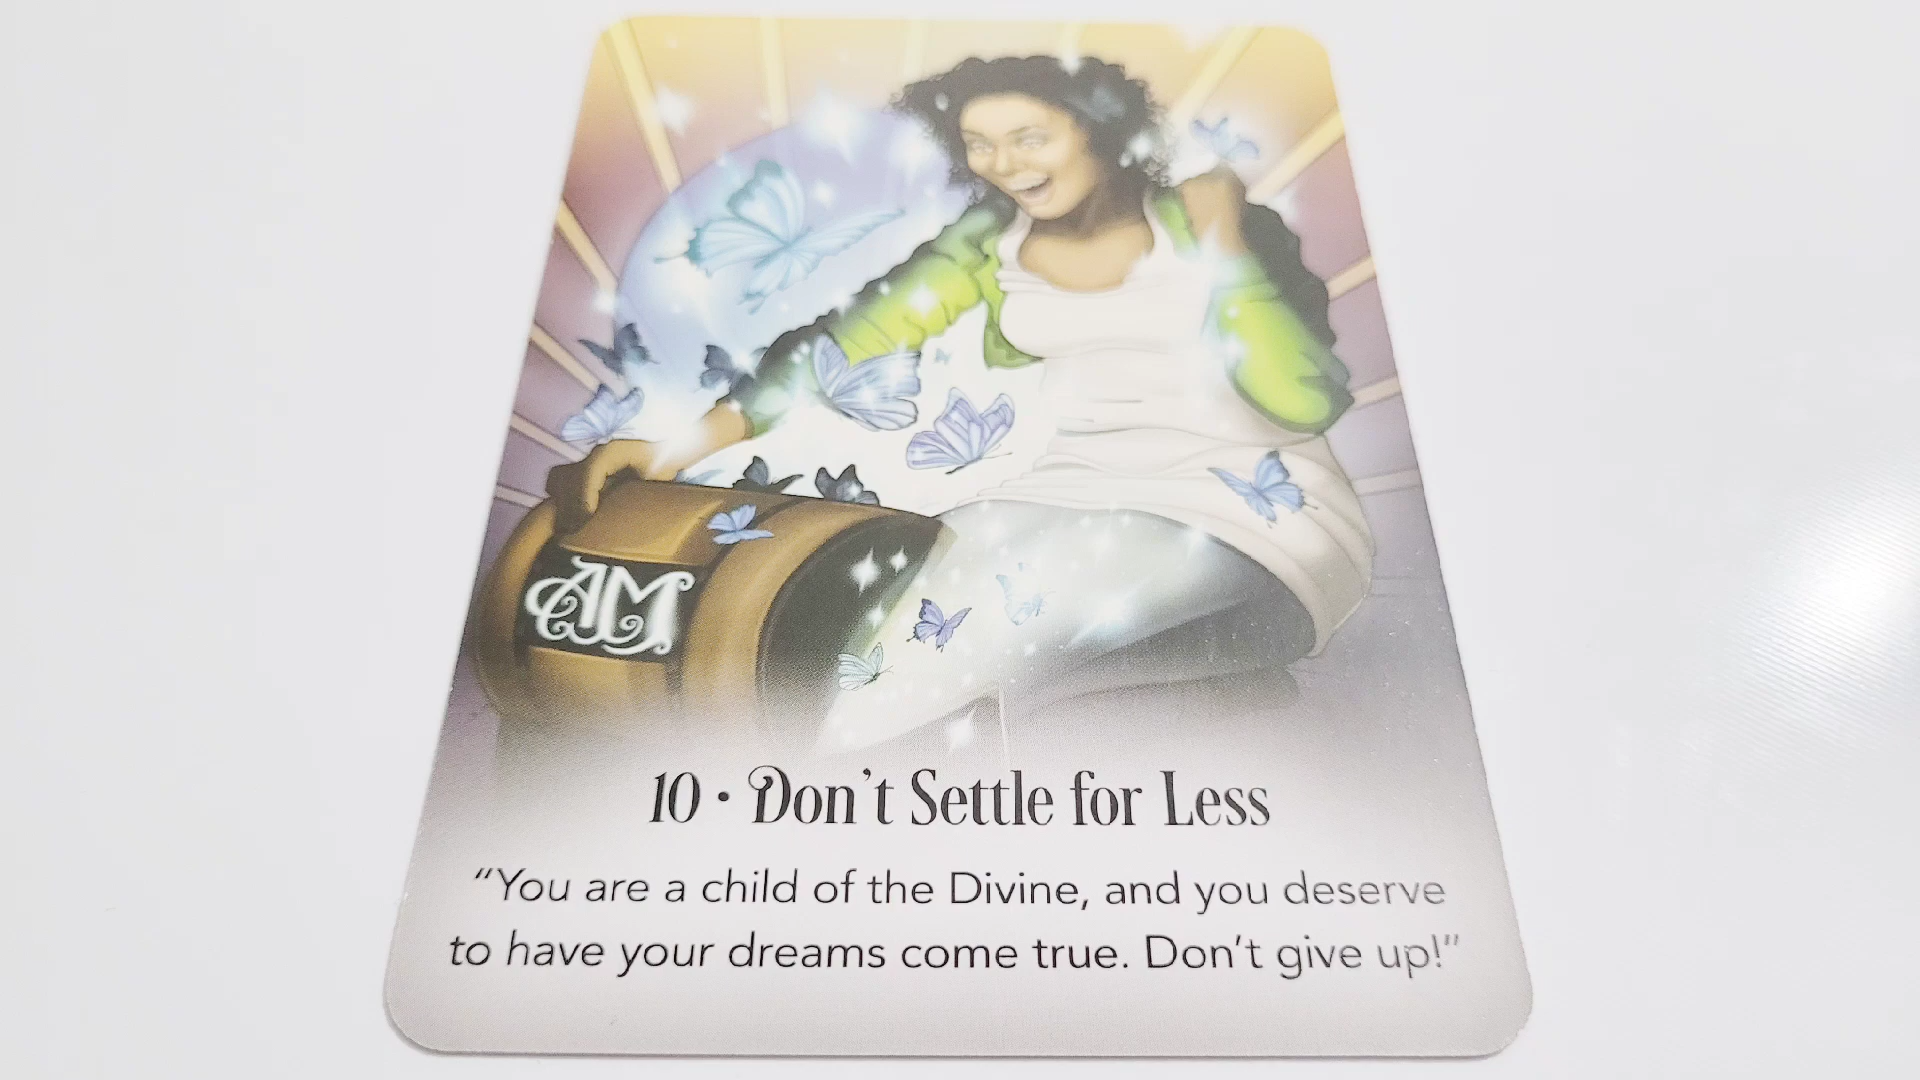 AM
10 • Don't Settle for Less
“You are a child of the Divine, and you deserve
to have your dreams come true. Don't give up!”